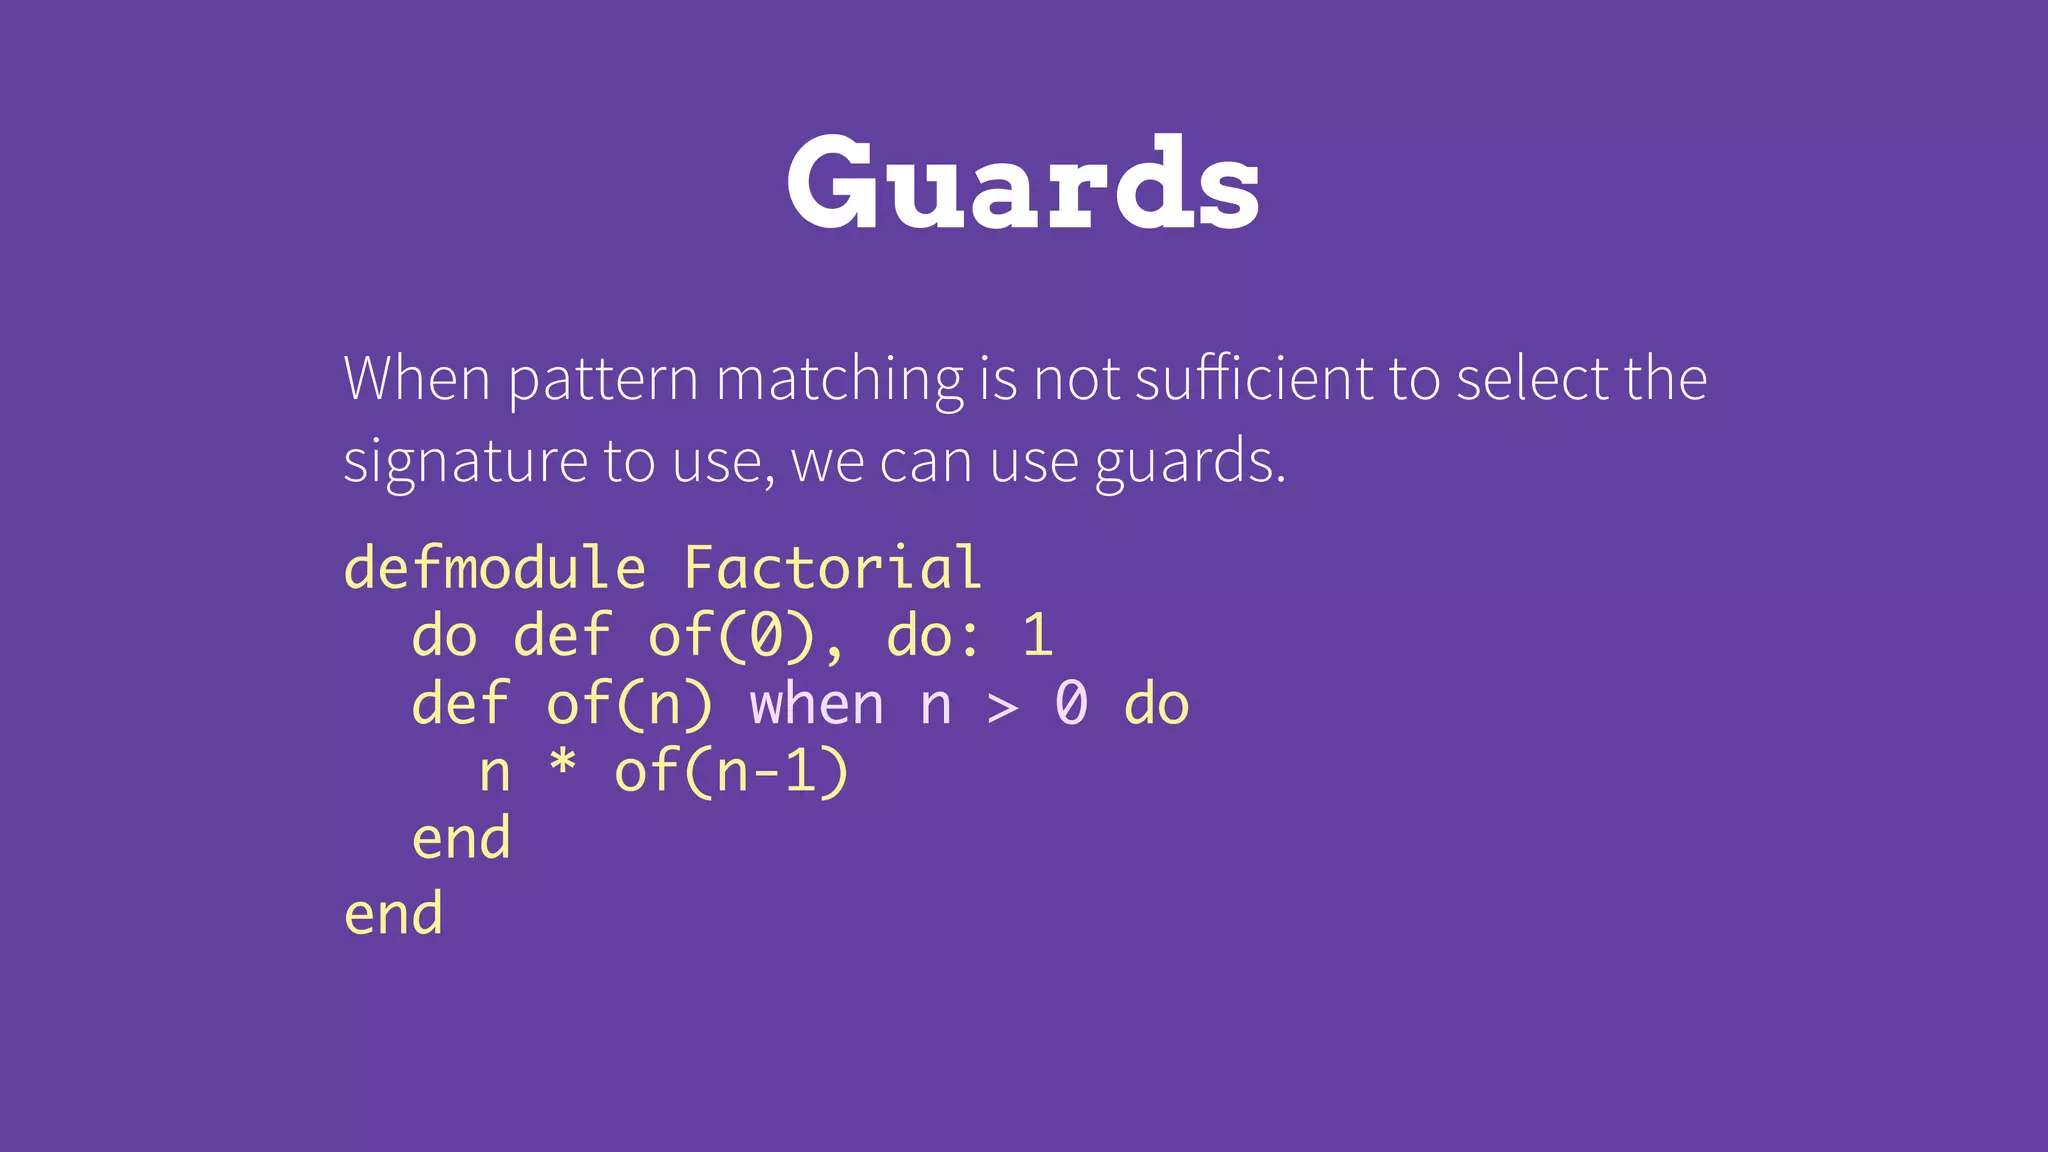 Guards
When pattern matching is not sufficient to select the
signature to use, we can use guards.
defmodule Factorial
  do def of(0), do: 1
  def of(n) when n > 0 do
    n * of(n-1)
  end
end